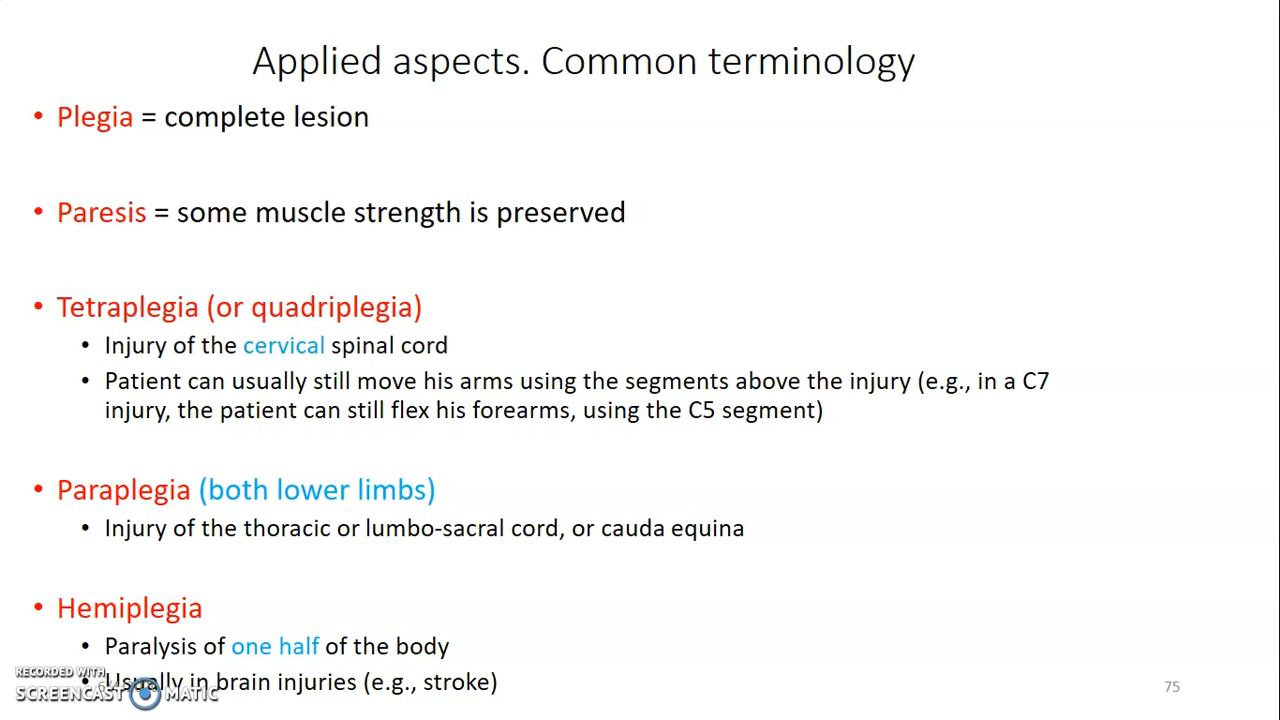 Applied aspects. Common terminology
• Plegia = complete lesion
• Paresis = some muscle strength is preserved
• Tetraplegia (or quadriplegia)
• Injury of the cervical spinal cord
• Patient can usually still move his arms using the segments above the injury (e.g., in a C7
injury, the patient can still flex his forearms, using the C5 segment)
• Paraplegia (both lower limbs)
• Injury of the thoracic or lumbo-sacral cord, or cauda equina
• Hemiplegia
• Paralysis of one half of the body
• Usually in brain injuries (e.g., stroke)
RECORDED WITH
SCREENCAST MATIC
75